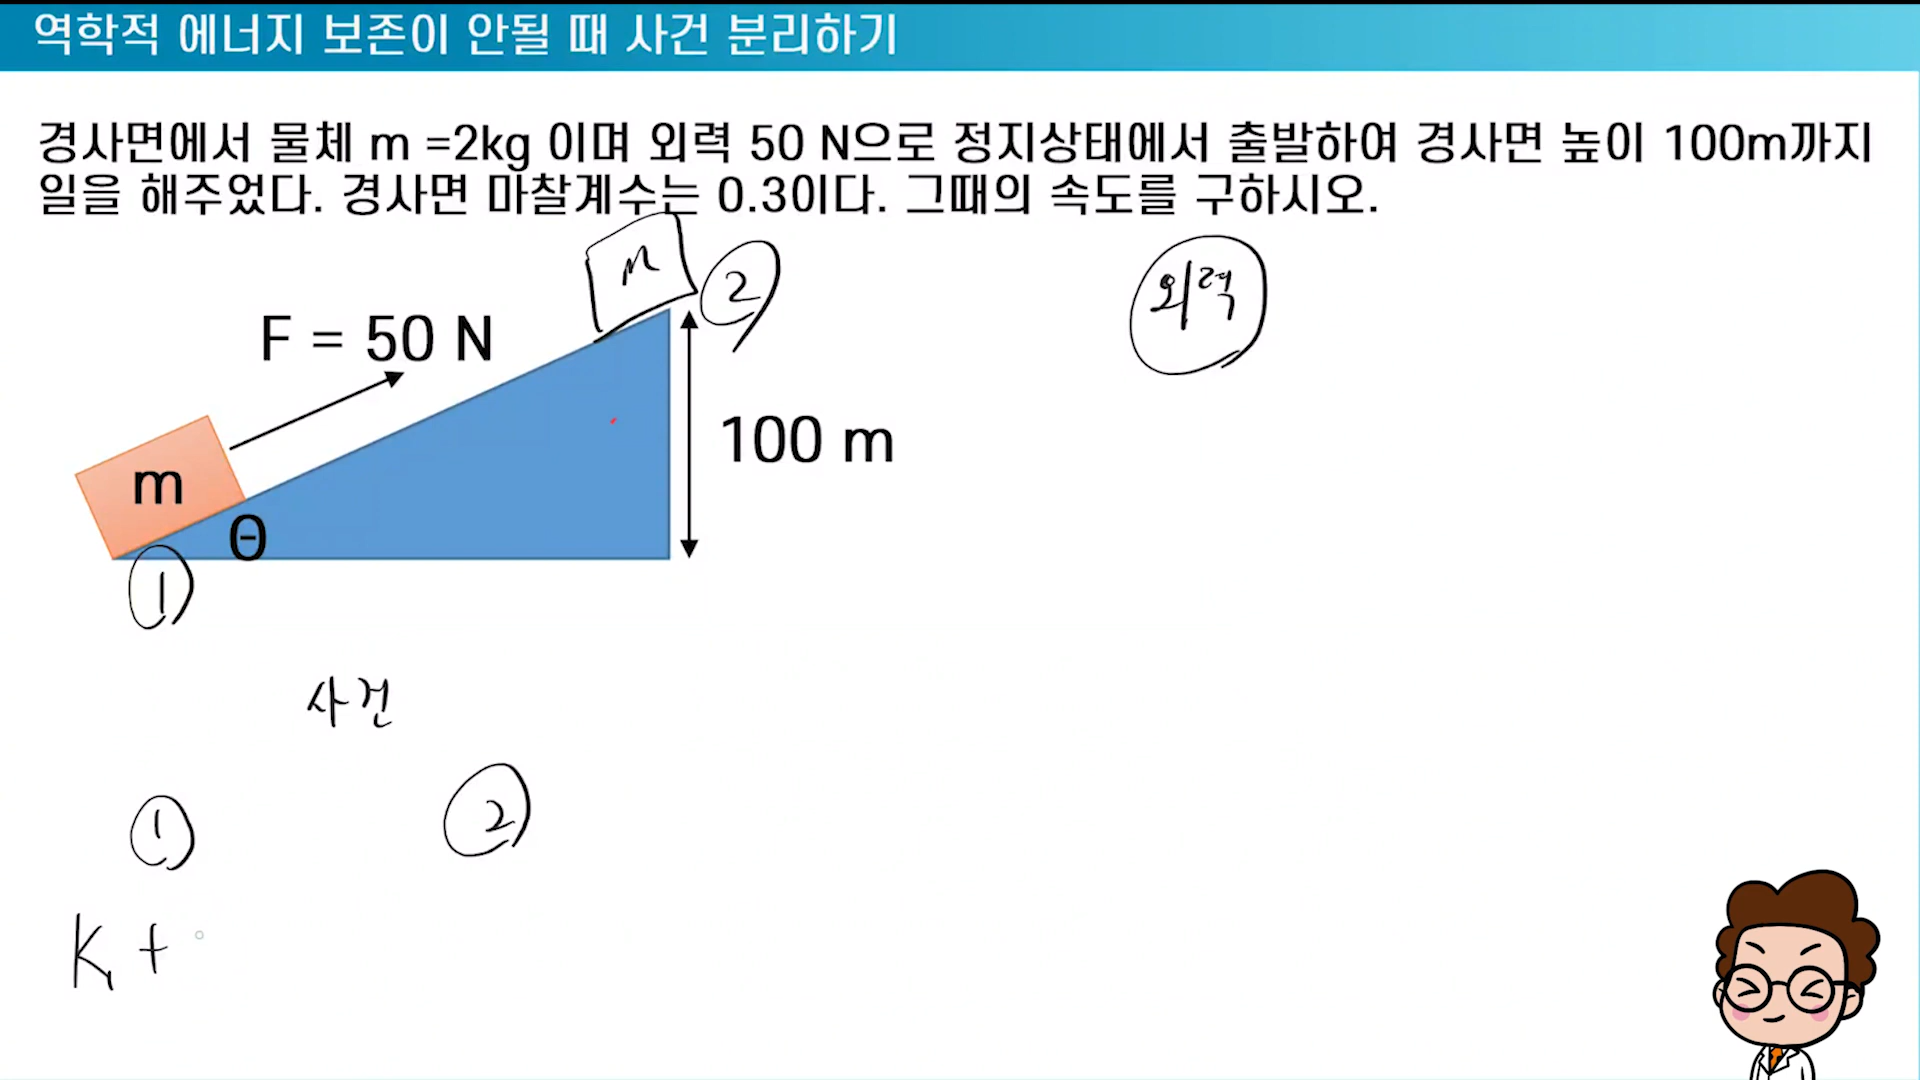 역학적 에너지 보존이 안될 때 사건 분리하기
경사면에서 물체 m =2kg 이며 외력 50 N으로 정지상태에서 출발하여 경사면 높이 100m까지
일을 해주었다. 경사면 마찰계수는 0.3이다. 그때의 속도를 구하시오.
m
②
외력
F = 50 N
100 m
m
θ
①
사건
① ②
K₁ +